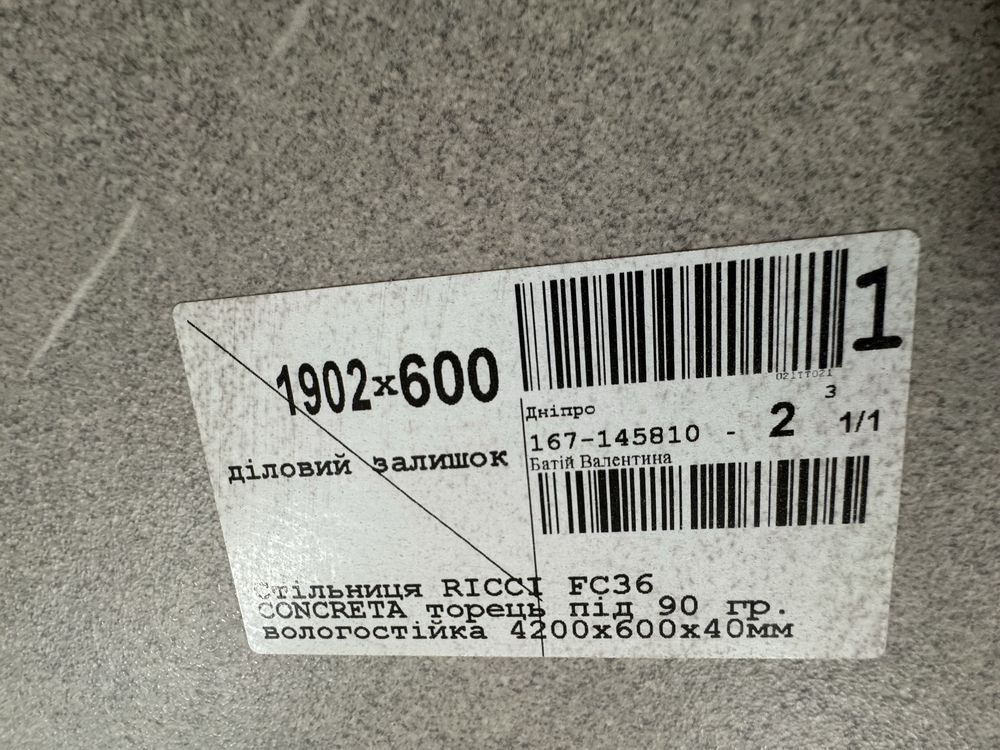 1902x600
діловий залишок
1
021TT021
3
Дніпро
167-145810 - 2 1/1
Батій Валентина
Стільниця RICCI FC36
CONCRETA торець під 90 гр.
вологостійка 4200x600x40мм